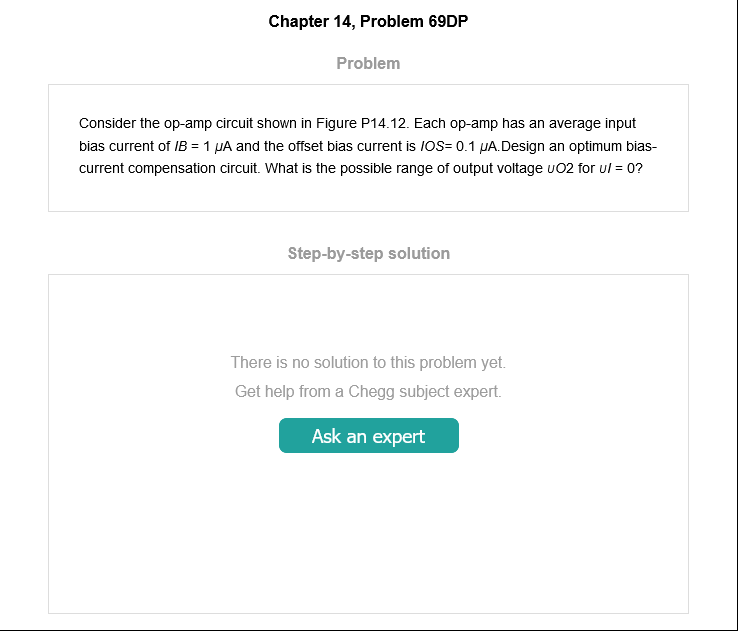 Chapter 14, Problem 69DP
Problem
Consider the op-amp circuit shown in Figure P14.12. Each op-amp has an average input
bias current of IB = 1 μA and the offset bias current is IOS= 0.1 μA.Design an optimum bias-
current compensation circuit. What is the possible range of output voltage υO2 for υI = 0?
Step-by-step solution
There is no solution to this problem yet.
Get help from a Chegg subject expert.
Ask an expert